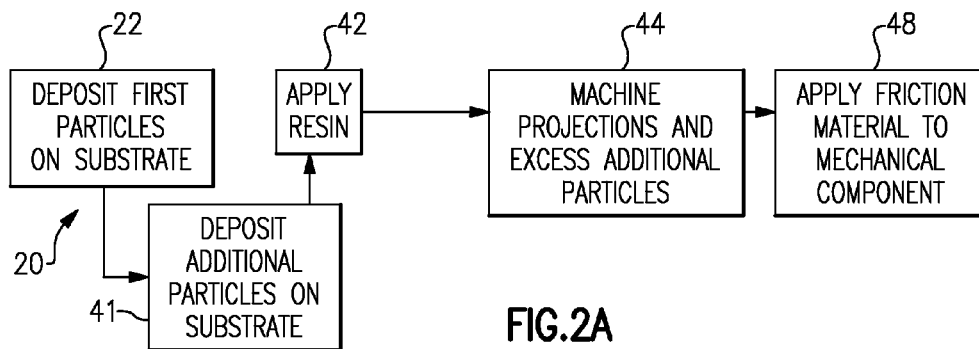 22
DEPOSIT FIRST
PARTICLES
ON SUBSTRATE
20
41
DEPOSIT
ADDITIONAL
PARTICLES ON
SUBSTRATE
42
APPLY
RESIN
44
MACHINE
PROJECTIONS AND
EXCESS ADDITIONAL
PARTICLES
48
APPLY FRICTION
MATERIAL TO
MECHANICAL
COMPONENT
FIG.2A